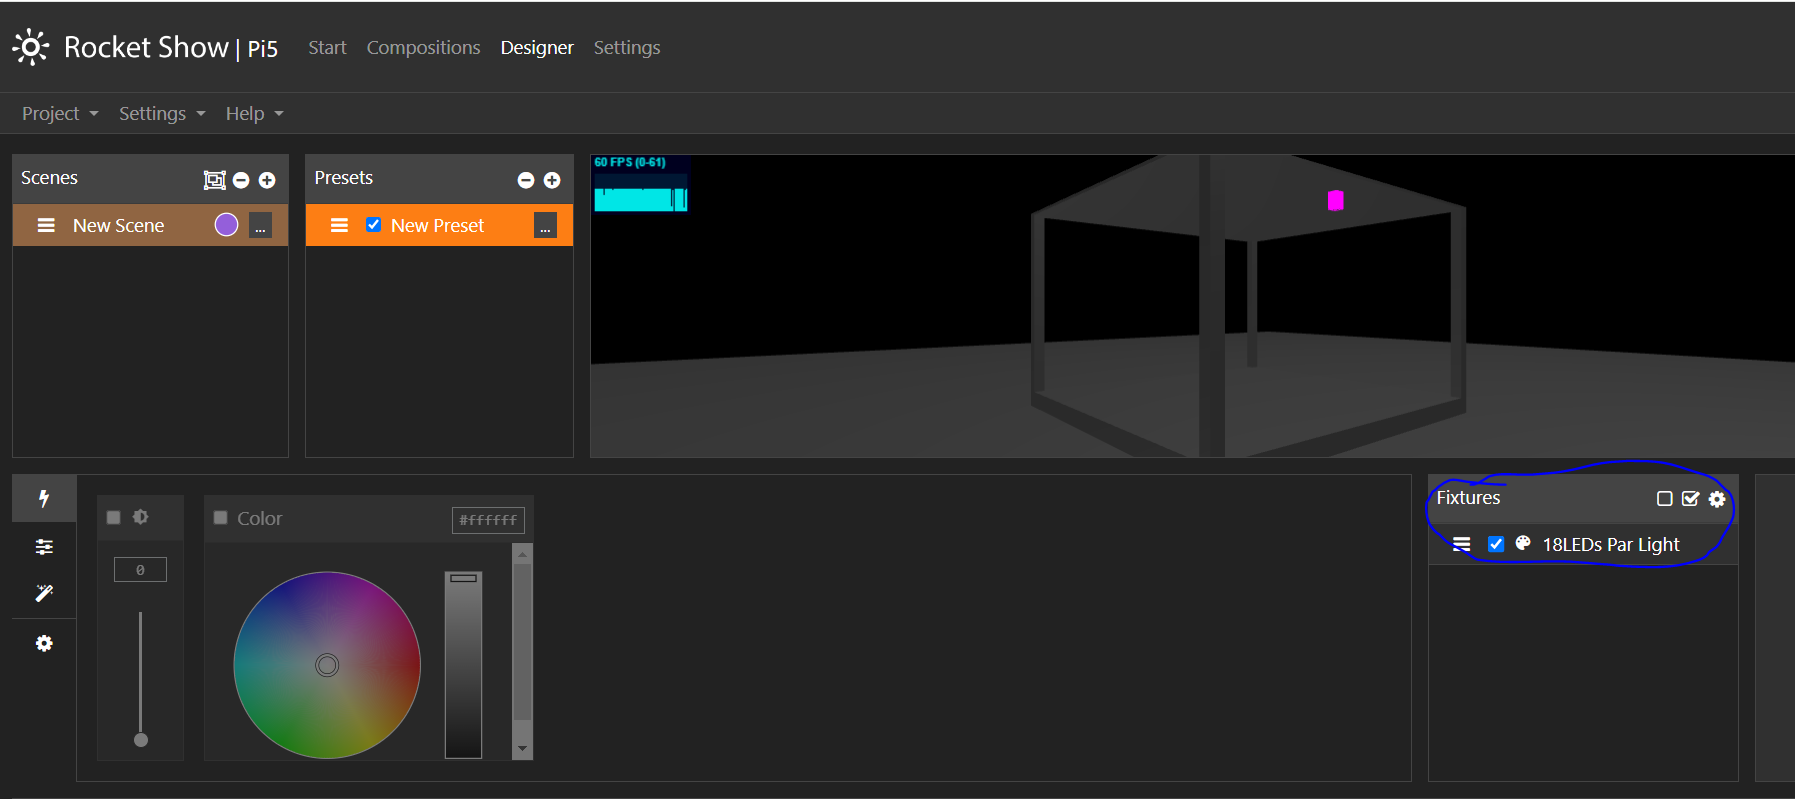 Rocket Show | Pi5 Start Compositions Designer Settings
Project Settings Help
Scenes
New Scene ...
Presets
New Preset ...
60 FPS (0-61)
0
Color #ffffff
Fixtures
18LEDs Par Light